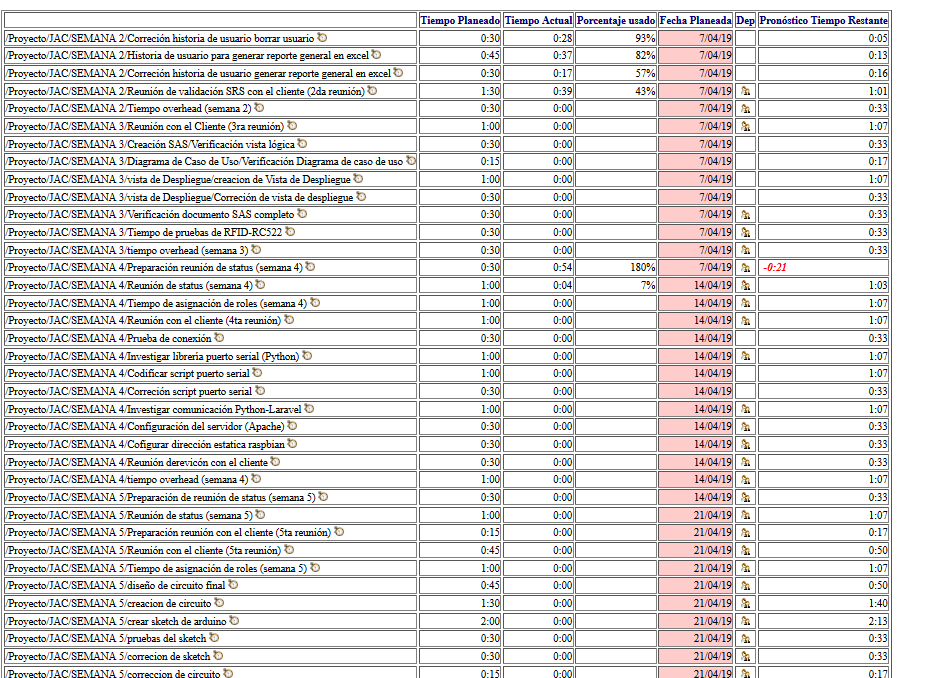 Tiempo Planeado Tiempo Actual Porcentaje usado Fecha Planeada Dep Pronóstico Tiempo Restante
/Proyecto/JAC/SEMANA 2/Correción historia de usuario borrar usuario 0:30 0:28 93% 7/04/19 0:05
/Proyecto/JAC/SEMANA 2/Historia de usuario para generar reporte general en excel 0:45 0:37 82% 7/04/19 0:13
/Proyecto/JAC/SEMANA 2/Correción historia de usuario generar reporte general en excel 0:30 0:17 57% 7/04/19 0:16
/Proyecto/JAC/SEMANA 2/Reunión de validación SRS con el cliente (2da reunión) 1:30 0:39 43% 7/04/19 1:01
/Proyecto/JAC/SEMANA 2/Tiempo overhead (semana 2) 0:30 0:00 7/04/19 0:33
/Proyecto/JAC/SEMANA 3/Reunión con el Cliente (3ra reunión) 1:00 0:00 7/04/19 1:07
/Proyecto/JAC/SEMANA 3/Creación SAS/Verificación vista lógica 0:30 0:00 7/04/19 0:33
/Proyecto/JAC/SEMANA 3/Diagrama de Caso de Uso/Verificación Diagrama de caso de uso 0:15 0:00 7/04/19 0:17
/Proyecto/JAC/SEMANA 3/vista de Despliegue/creacion de Vista de Despliegue 1:00 0:00 7/04/19 1:07
/Proyecto/JAC/SEMANA 3/vista de Despliegue/Correción de vista de despliegue 0:30 0:00 7/04/19 0:33
/Proyecto/JAC/SEMANA 3/Verificación documento SAS completo 0:30 0:00 7/04/19 0:33
/Proyecto/JAC/SEMANA 3/Tiempo de pruebas de RFID-RC522 0:30 0:00 7/04/19 0:33
/Proyecto/JAC/SEMANA 3/tiempo overhead (semana 3) 0:30 0:00 7/04/19 0:33
/Proyecto/JAC/SEMANA 4/Preparación reunión de status (semana 4) 0:30 0:54 180% 7/04/19 -0:21
/Proyecto/JAC/SEMANA 4/Reunión de status (semana 4) 1:00 0:04 7% 14/04/19 1:03
/Proyecto/JAC/SEMANA 4/Tiempo de asignación de roles (semana 4) 1:00 0:00 14/04/19 1:07
/Proyecto/JAC/SEMANA 4/Reunión con el cliente (4ta reunión) 1:00 0:00 14/04/19 1:07
/Proyecto/JAC/SEMANA 4/Prueba de conexión 0:30 0:00 14/04/19 0:33
/Proyecto/JAC/SEMANA 4/Investigar libreria puerto serial (Python) 1:00 0:00 14/04/19 1:07
/Proyecto/JAC/SEMANA 4/Codificar script puerto serial 1:00 0:00 14/04/19 1:07
/Proyecto/JAC/SEMANA 4/Correción script puerto serial 0:30 0:00 14/04/19 0:33
/Proyecto/JAC/SEMANA 4/Investigar comunicación Python-Laravel 1:00 0:00 14/04/19 1:07
/Proyecto/JAC/SEMANA 4/Configuración del servidor (Apache) 0:30 0:00 14/04/19 0:33
/Proyecto/JAC/SEMANA 4/Cofigurar dirección estatica raspbian 0:30 0:00 14/04/19 0:33
/Proyecto/JAC/SEMANA 4/Reunión derevicón con el cliente 0:30 0:00 14/04/19 0:33
/Proyecto/JAC/SEMANA 4/tiempo overhead (semana 4) 1:00 0:00 14/04/19 1:07
/Proyecto/JAC/SEMANA 5/Preparación de reunión de status (semana 5) 0:30 0:00 14/04/19 0:33
/Proyecto/JAC/SEMANA 5/Reunión de status (semana 5) 1:00 0:00 21/04/19 1:07
/Proyecto/JAC/SEMANA 5/Preparación reunión con el cliente (5ta reunión) 0:15 0:00 21/04/19 0:17
/Proyecto/JAC/SEMANA 5/Reunión con el cliente (5ta reunión) 0:45 0:00 21/04/19 0:50
/Proyecto/JAC/SEMANA 5/Tiempo de asignación de roles (semana 5) 1:00 0:00 21/04/19 1:07
/Proyecto/JAC/SEMANA 5/diseño de circuito final 0:45 0:00 21/04/19 0:50
/Proyecto/JAC/SEMANA 5/creacion de circuito 1:30 0:00 21/04/19 1:40
/Proyecto/JAC/SEMANA 5/crear sketch de arduino 2:00 0:00 21/04/19 2:13
/Proyecto/JAC/SEMANA 5/pruebas del sketch 0:30 0:00 21/04/19 0:33
/Proyecto/JAC/SEMANA 5/correcion de sketch 0:30 0:00 21/04/19 0:33
/Proyecto/JAC/SEMANA 5/correccion de circuito 0:15 0:00 21/04/19 0:17